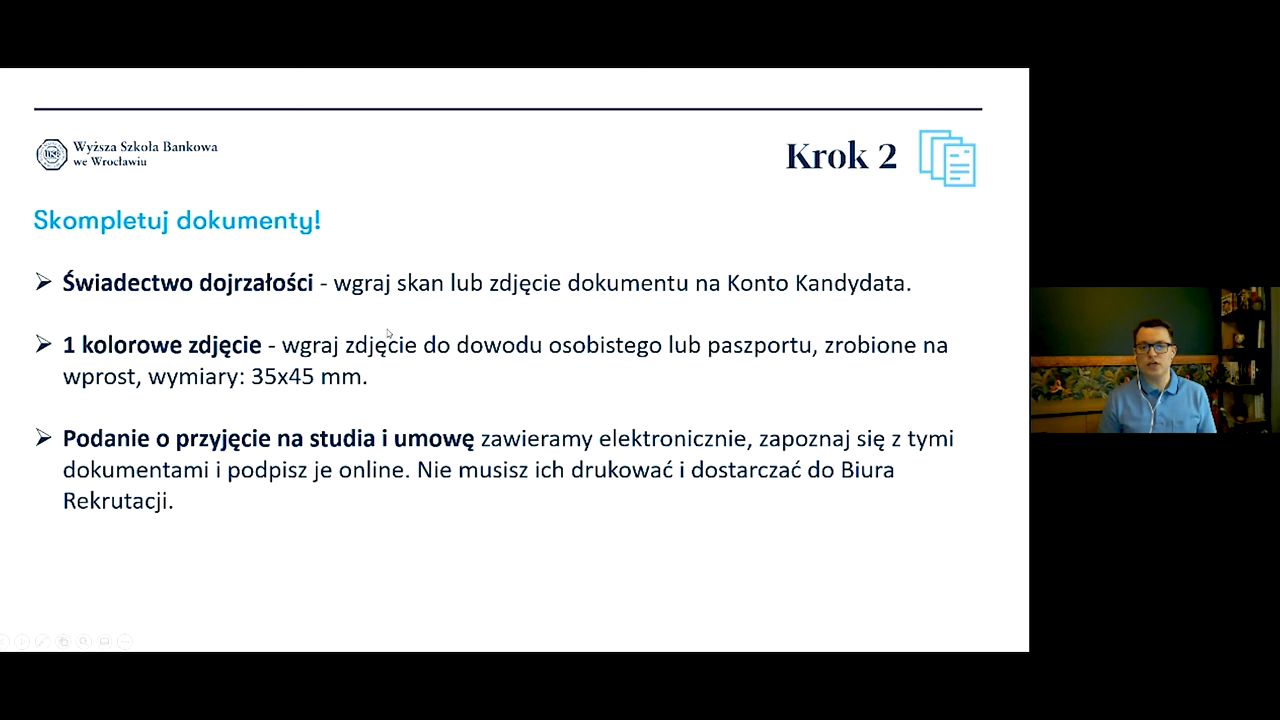 Wyższa Szkoła Bankowa
we Wrocławiu
Krok 2
Skompletuj dokumenty!
Świadectwo dojrzałości - wgraj skan lub zdjęcie dokumentu na Konto Kandydata.
1 kolorowe zdjęcie - wgraj zdjęcie do dowodu osobistego lub paszportu, zrobione na
wprost, wymiary: 35x45 mm.
Podanie o przyjęcie na studia i umowę zawieramy elektronicznie, zapoznaj się z tymi
dokumentami i podpisz je online. Nie musisz ich drukować i dostarczać do Biura
Rekrutacji.